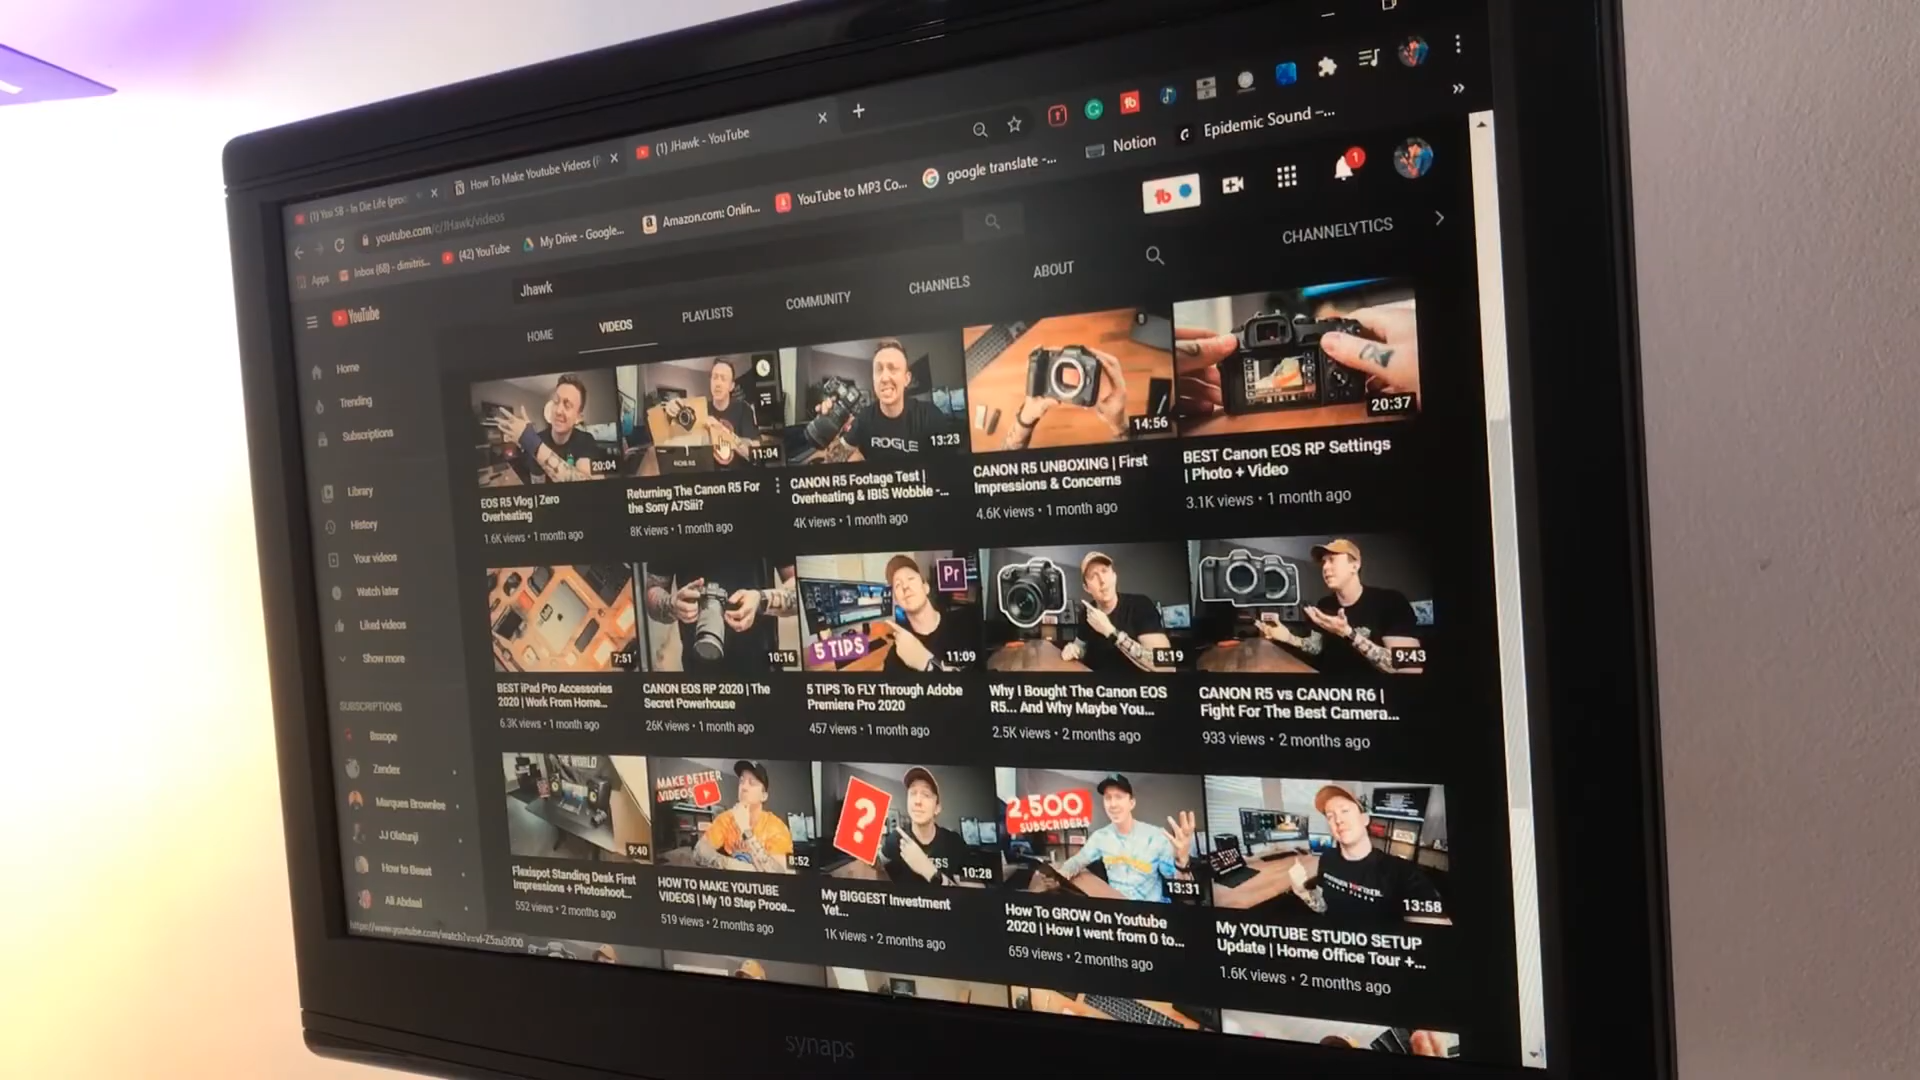 (1) JHawk - YouTube
How To Make Youtube Videos (
youtube.com/c/JHawk/videos
Apps
Inbox (68) - dimitris...
(42) YouTube
My Drive - Google...
Amazon.com: Onlin...
YouTube to MP3 Co...
google translate -...
Notion
Epidemic Sound –...
YouTube
Jhawk
1
HOME
VIDEOS
PLAYLISTS
COMMUNITY
CHANNELS
ABOUT
CHANNELYTICS
Home
Trending
Subscriptions
Library
History
Your videos
Watch later
Liked videos
Show more
SUBSCRIPTIONS
Zendex
Marques Brownlee
JJ Olatunji
How to Beast
Ali Abdaal
20:04
EOS R5 Vlog | Zero
Overheating
1.6K views • 1 month ago
11:04
Returning The Canon R5 For
the Sony A7Siii?
8K views • 1 month ago
ROGUE
13:23
CANON R5 Footage Test |
Overheating & IBIS Wobble -...
4K views • 1 month ago
14:56
CANON R5 UNBOXING | First
Impressions & Concerns
4.6K views • 1 month ago
20:37
BEST Canon EOS RP Settings
| Photo + Video
3.1K views • 1 month ago
7:51
BEST iPad Pro Accessories
2020 | Work From Home...
6.3K views • 1 month ago
10:16
CANON EOS RP 2020 | The
Secret Powerhouse
26K views • 1 month ago
Pr
5 TIPS
11:09
5 TIPS To FLY Through Adobe
Premiere Pro 2020
457 views • 1 month ago
8:19
Why I Bought The Canon EOS
R5... And Why Maybe You...
2.5K views • 2 months ago
9:43
CANON R5 vs CANON R6 |
Fight For The Best Camera...
933 views • 2 months ago
THE WORLD
9:40
Flexispot Standing Desk First
Impressions + Photoshoot...
552 views • 2 months ago
MAKE BETTER
VIDEOS
8:52
HOW TO MAKE YOUTUBE
VIDEOS | My 10 Step Proce...
519 views • 2 months ago
?
10:28
My BIGGEST Investment
Yet...
1K views • 2 months ago
2,500
SUBSCRIBERS
13:31
How To GROW On Youtube
2020 | How I went from 0 to...
659 views • 2 months ago
13:58
My YOUTUBE STUDIO SETUP
Update | Home Office Tour +...
1.6K views • 2 months ago
synaps